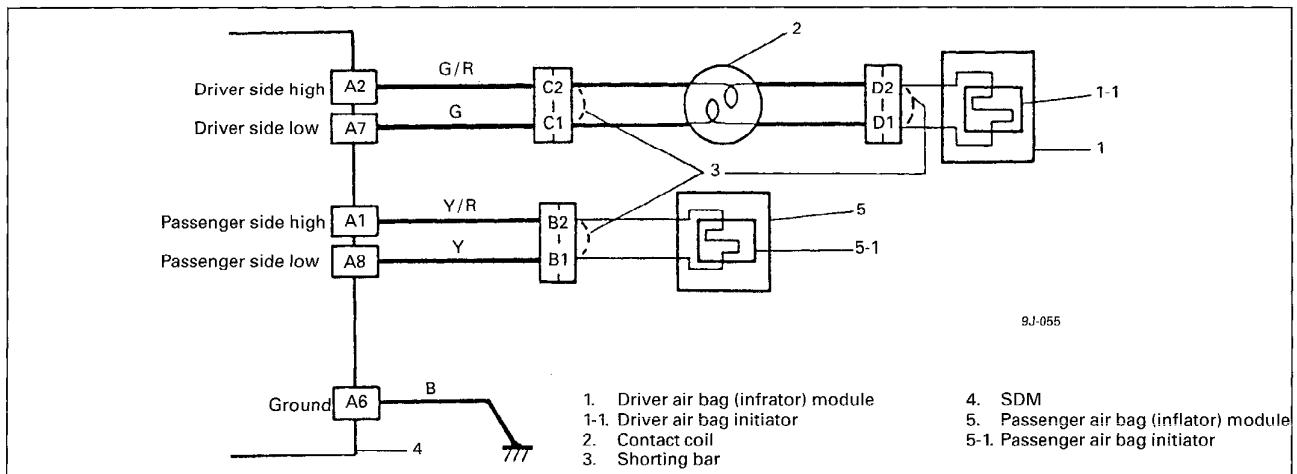 2
G/R
Driver side high
A2
C2
D2
1-1
Driver side low
A7
G
C1
D1
1
3
Y/R
Passenger side high
A1
B2
5
Y
5-1
Passenger side low
A8
B1
9J-055
B
Ground
A6
4
1. Driver air bag (infrator) module
1-1. Driver air bag initiator
2. Contact coil
3. Shorting bar
4. SDM
5. Passenger air bag (inflator) module
5-1. Passenger air bag initiator